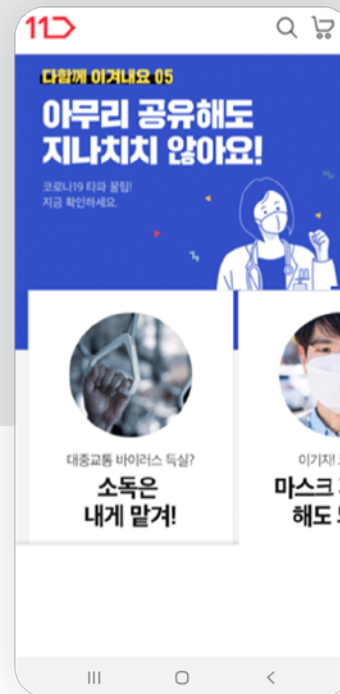 11
다함께 이겨내요 05
아무리 공유해도
지나치치 않아요!
코로나19 타파 꿀팁!
지금 확인하세요.
대중교통 바이러스 득실?
소독은
내게 맡겨!
이기자!
마스크
해도